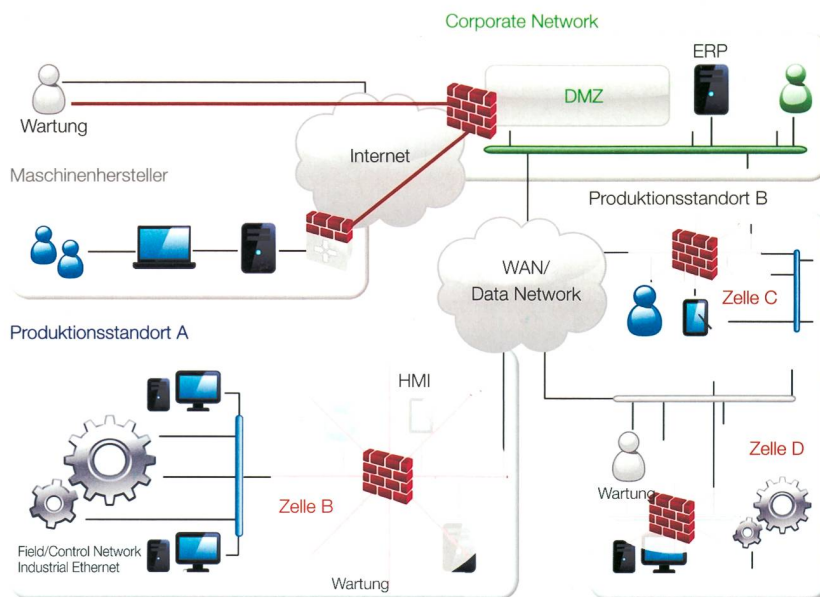 Corporate Network
ERP
DMZ
Wartung
Internet
Maschinenhersteller
Produktionsstandort B
WAN/
Data Network
Zelle C
Produktionsstandort A
HMI
Zelle B
Zelle D
Wartung
Field/Control Network
Industrial Ethernet
Wartung